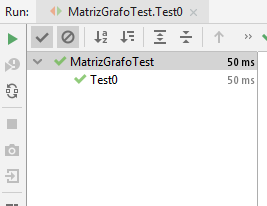 Run: MatrizGrafoTest.Test0 ×
»
MatrizGrafoTest 50 ms
Test0 50 ms